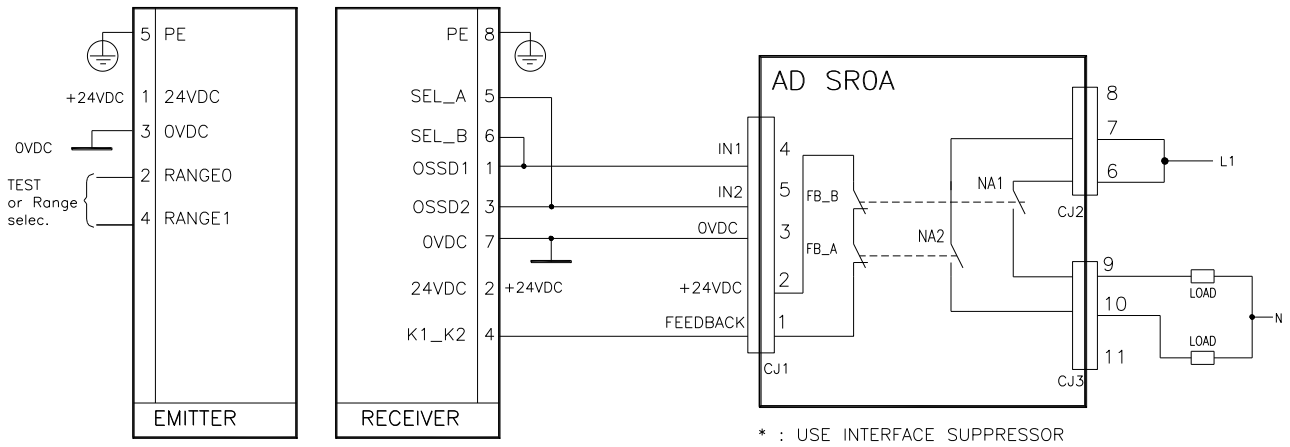 5 PE
+24VDC 1 24VDC
3 0VDC
0VDC
2 RANGE0
TEST
or Range
selec.
4 RANGE1
EMITTER
PE 8
SEL_A 5
SEL_B 6
OSSD1 1
OSSD2 3
0VDC 7
24VDC 2 +24VDC
K1_K2 4
RECEIVER
AD SR0A
IN1 4
IN2 5
0VDC 3
+24VDC 2
FEEDBACK 1
CJ1
FB_B
FB_A
NA1
NA2
8
7
6
CJ2
L1
9
10
11
CJ3
LOAD
LOAD
N
* : USE INTERFACE SUPPRESSOR